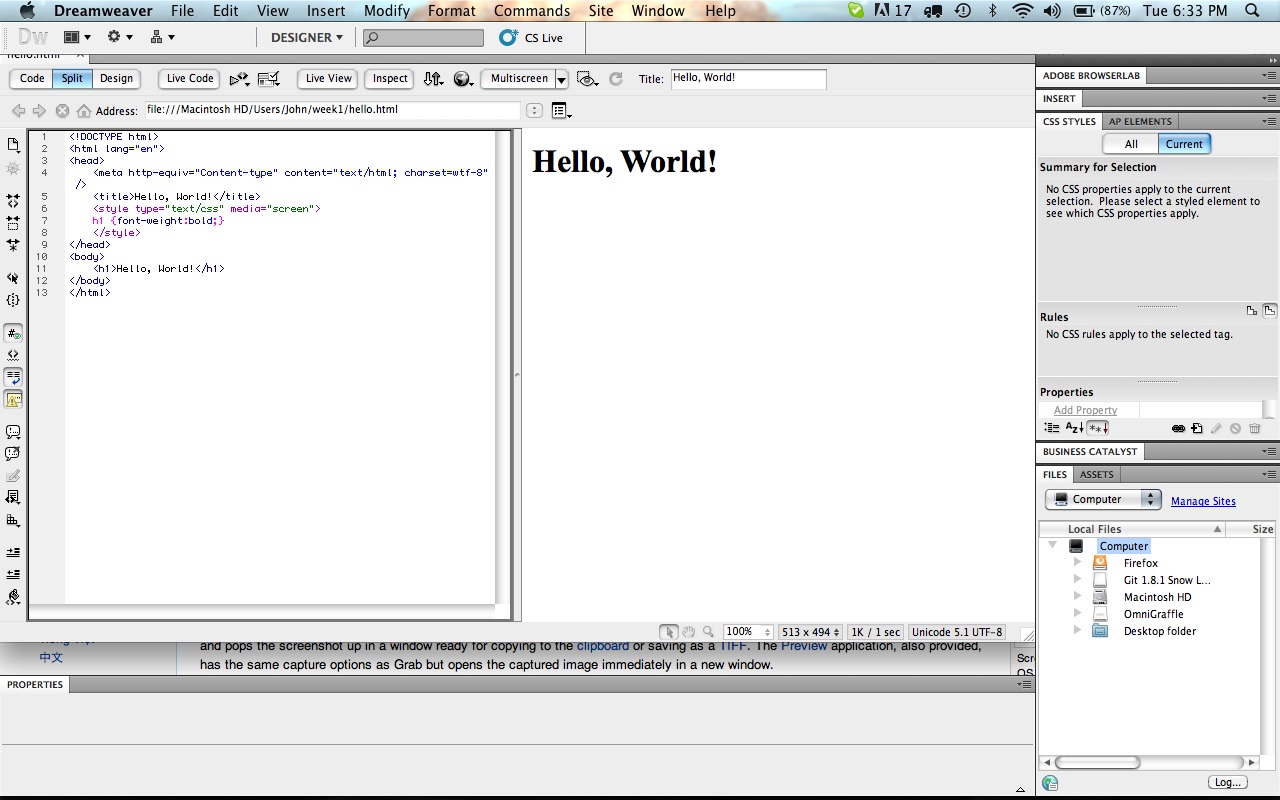 Dreamweaver File Edit View Insert Modify Format Commands Site Window Help 17 (87%) Tue 6:33 PM
Dw DESIGNER CS Live
hello.html
Code Split Design Live Code Live View Inspect Multiscreen Title: Hello, World!
Address: file:///Macintosh HD/Users/John/week1/hello.html
1 <!DOCTYPE html>
2 <html lang="en">
3 <head>
4 <meta http-equiv="Content-type" content="text/html; charset=wtf-8"
/>
5 <title>Hello, World!</title>
6 <style type="text/css" media="screen">
7 h1 {font-weight:bold;}
8 </style>
9 </head>
10 <body>
11 <h1>Hello, World!</h1>
12 </body>
13 </html>
Hello, World!
100% 513 x 494 1K / 1 sec Unicode 5.1 UTF-8
中文
and pops the screenshot up in a window ready for copying to the clipboard or saving as a TIFF. The Preview application, also provided,
has the same capture options as Grab but opens the captured image immediately in a new window.
Scre
OS
PROPERTIES
ADOBE BROWSERLAB
INSERT
CSS STYLES AP ELEMENTS
All Current
Summary for Selection
No CSS properties apply to the current
selection. Please select a styled element to
see which CSS properties apply.
Rules
No CSS rules apply to the selected tag.
Properties
Add Property
BUSINESS CATALYST
FILES ASSETS
Computer Manage Sites
Local Files Size
Computer
Firefox
Git 1.8.1 Snow L...
Macintosh HD
OmniGraffle
Desktop folder
Log...